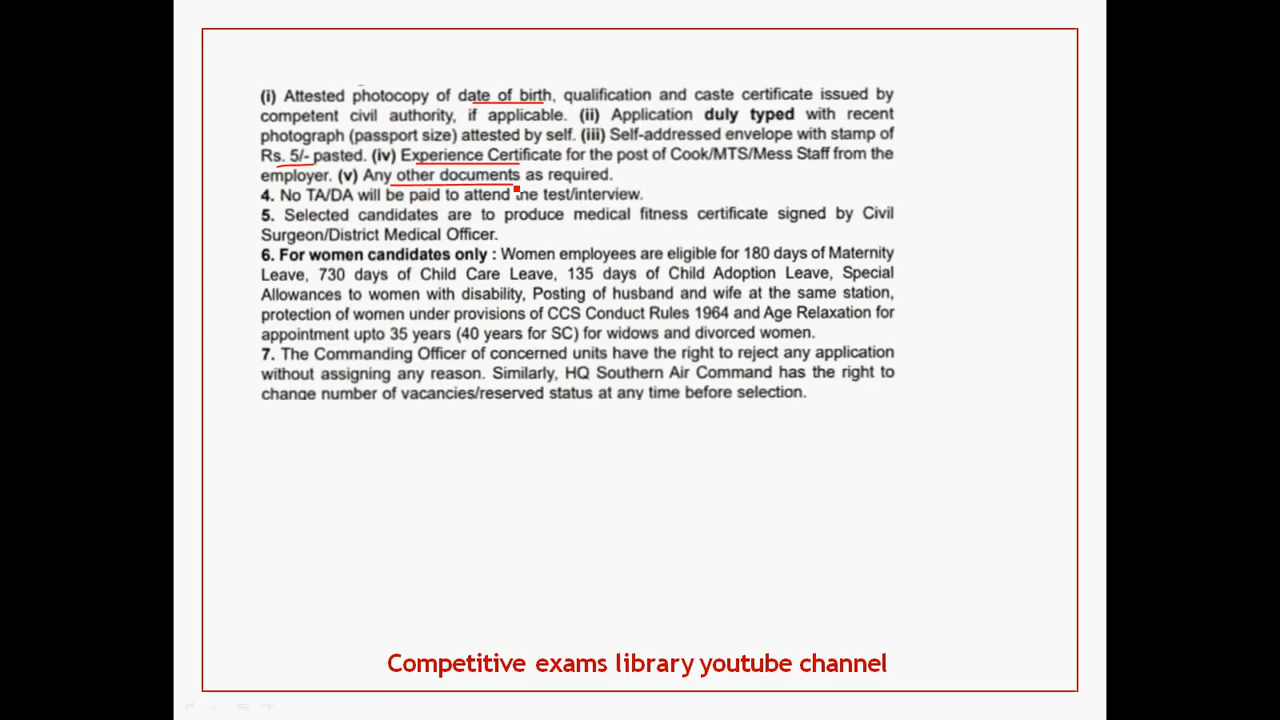 (i) Attested photocopy of date of birth, qualification and caste certificate issued by
competent civil authority, if applicable. (ii) Application duly typed with recent
photograph (passport size) attested by self. (iii) Self-addressed envelope with stamp of
Rs. 5/- pasted. (iv) Experience Certificate for the post of Cook/MTS/Mess Staff from the
employer. (v) Any other documents as required.
4. No TA/DA will be paid to attend the test/interview.
5. Selected candidates are to produce medical fitness certificate signed by Civil
Surgeon/District Medical Officer.
6. For women candidates only : Women employees are eligible for 180 days of Maternity
Leave, 730 days of Child Care Leave, 135 days of Child Adoption Leave, Special
Allowances to women with disability, Posting of husband and wife at the same station,
protection of women under provisions of CCS Conduct Rules 1964 and Age Relaxation for
appointment upto 35 years (40 years for SC) for widows and divorced women.
7. The Commanding Officer of concerned units have the right to reject any application
without assigning any reason. Similarly, HQ Southern Air Command has the right to
change number of vacancies/reserved status at any time before selection.
Competitive exams library youtube channel